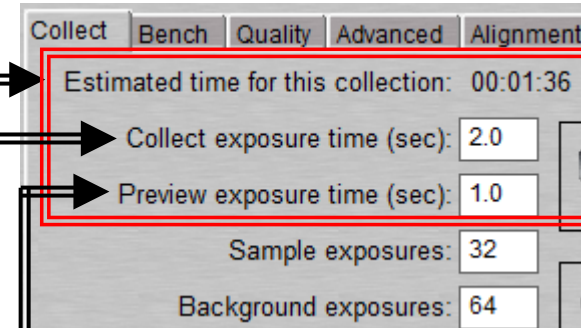 Collect Bench Quality Advanced Alignment
Estimated time for this collection: 00:01:36
Collect exposure time (sec): 2.0
Preview exposure time (sec): 1.0
Sample exposures: 32
Background exposures: 64